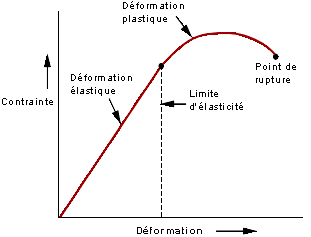 Déformation
plastique
Déformation
élastique
Point de
rupture
Contrainte
Limite
d'élasticité
Déformation